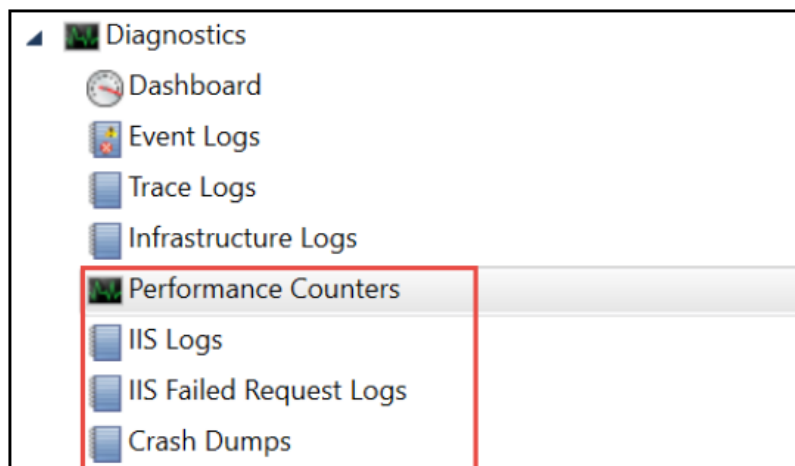 Diagnostics
Dashboard
Event Logs
Trace Logs
Infrastructure Logs
Performance Counters
IIS Logs
IIS Failed Request Logs
Crash Dumps